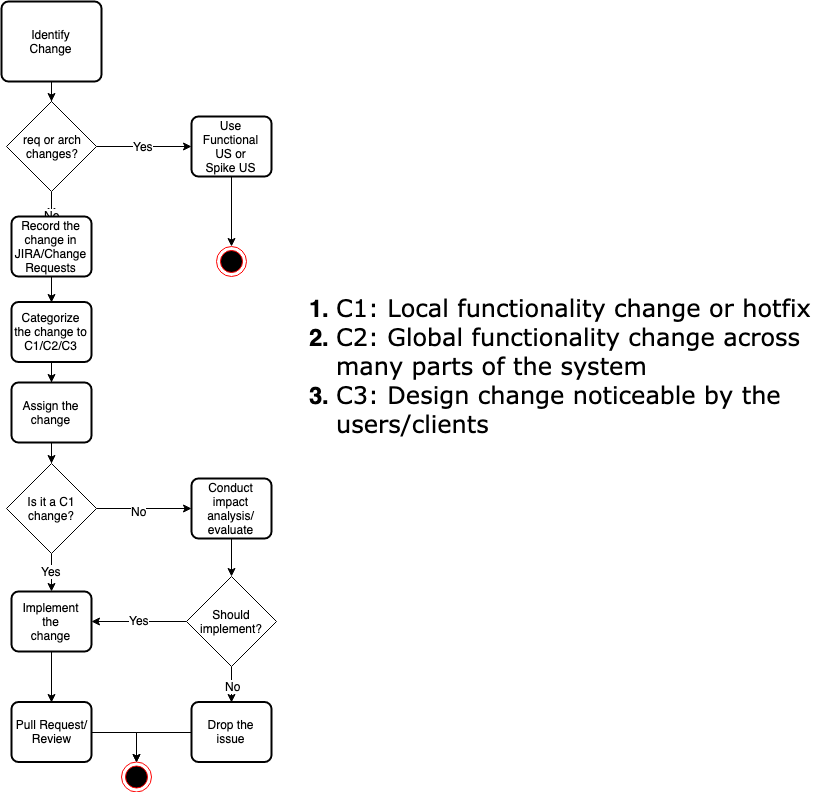 Identify
Change
req or arch
changes?
Yes
Use
Functional
US or
Spike US
No
Record the
change in
JIRA/Change
Requests
Categorize
the change to
C1/C2/C3
Assign the
change
Is it a C1
change?
No
Conduct
impact
analysis/
evaluate
Yes
Implement
the
change
Yes
Should
implement?
No
Pull Request/
Review
Drop the
issue
1. C1: Local functionality change or hotfix
2. C2: Global functionality change across
many parts of the system
3. C3: Design change noticeable by the
users/clients